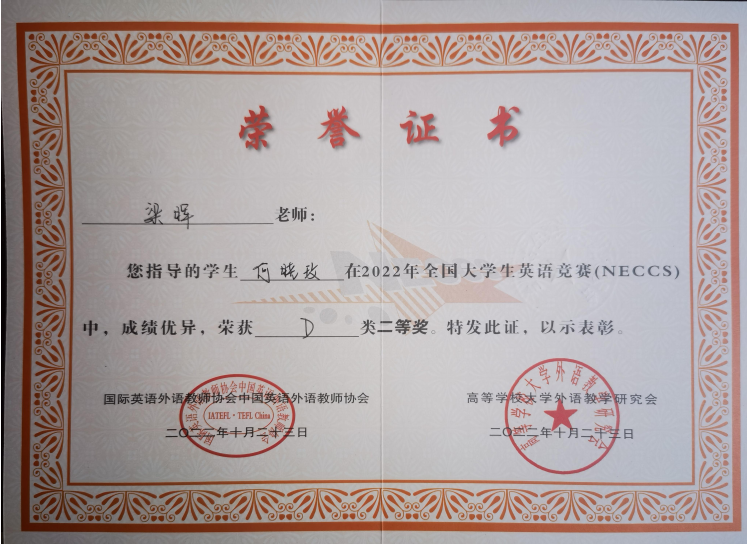 荣誉证书
梁晖老师：
您指导的学生何晓玫在2022年全国大学生英语竞赛(NECCS)
中，成绩优异，荣获D类二等奖。特发此证，以示表彰。
国际英语外语教师协会中国英语外语教师协会
高等学校大学外语教学研究会
IATEFL·TEFL China
二〇二二年十月二十三日
二〇二二年十月二十三日